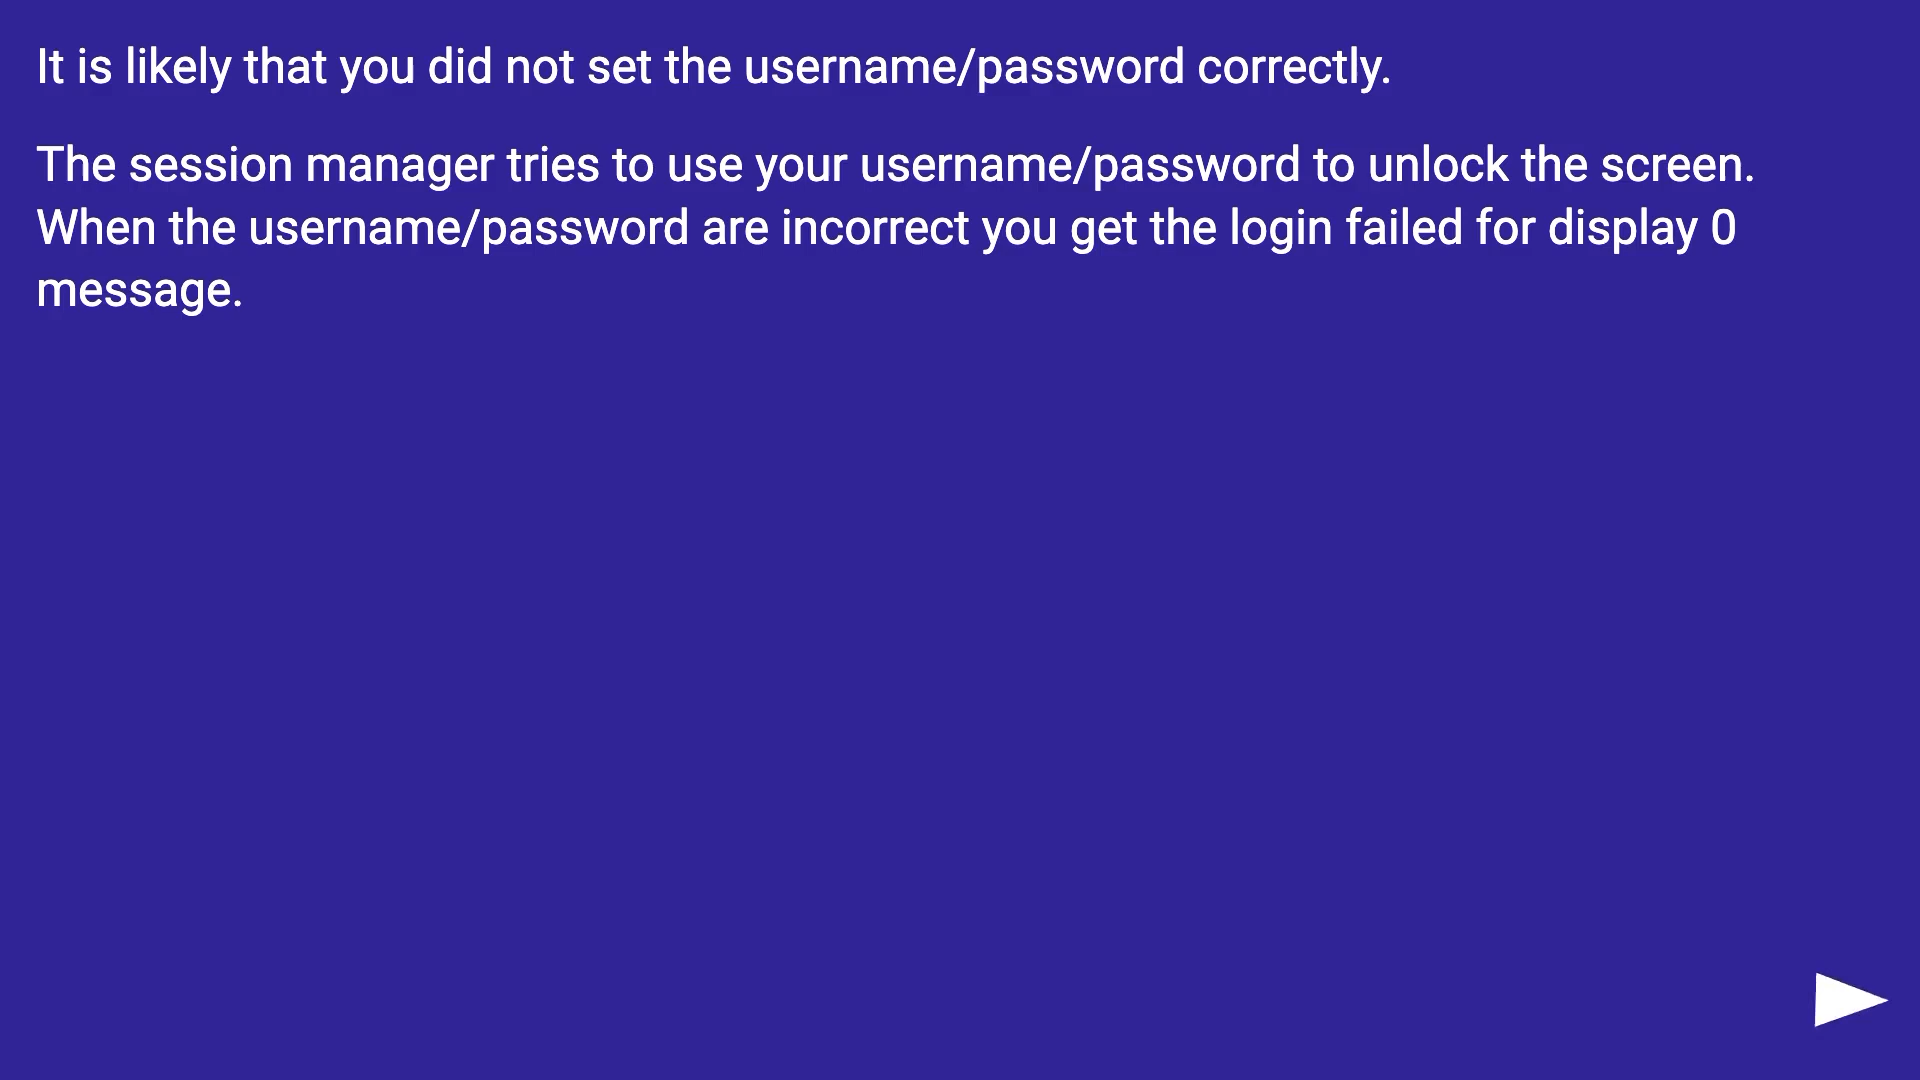 It is likely that you did not set the username/password correctly.
The session manager tries to use your username/password to unlock the screen.
When the username/password are incorrect you get the login failed for display 0
message.